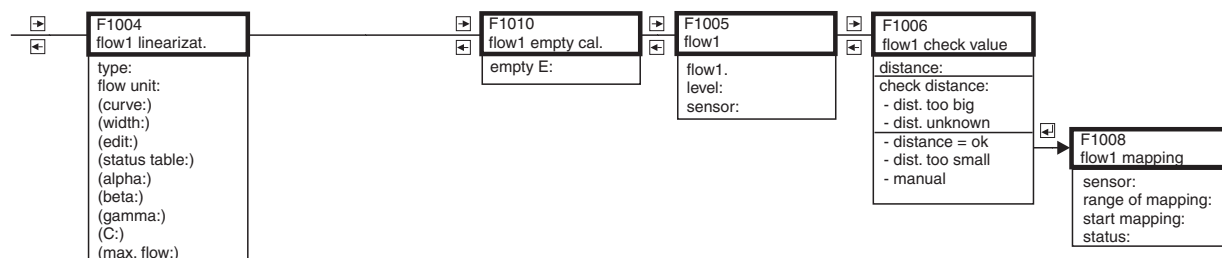 F1004
flow1 linearizat.
type:
flow unit:
(curve:)
(width:)
(edit:)
(status table:)
(alpha:)
(beta:)
(gamma:)
(C:)
(max. flow:)
F1010
flow1 empty cal.
empty E:
F1005
flow1
flow1.
level:
sensor:
F1006
flow1 check value
distance:
check distance:
- dist. too big
- dist. unknown
- distance = ok
- dist. too small
- manual
F1008
flow1 mapping
sensor:
range of mapping:
start mapping:
status: